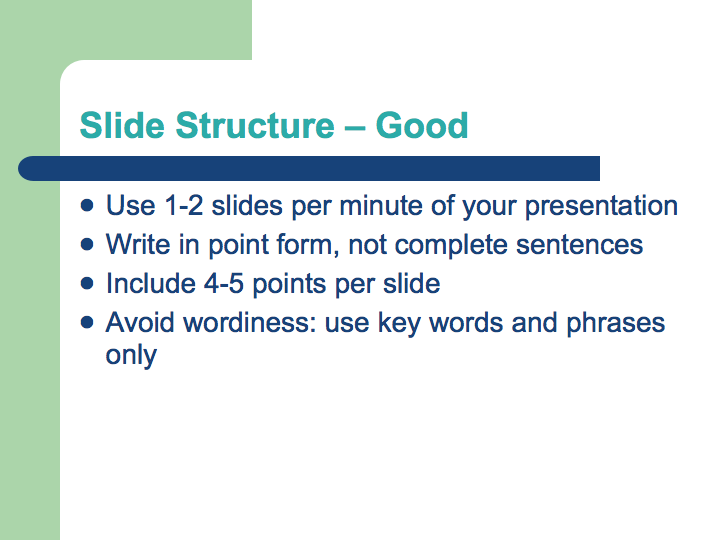 Slide Structure – Good
● Use 1-2 slides per minute of your presentation
● Write in point form, not complete sentences
● Include 4-5 points per slide
● Avoid wordiness: use key words and phrases
only